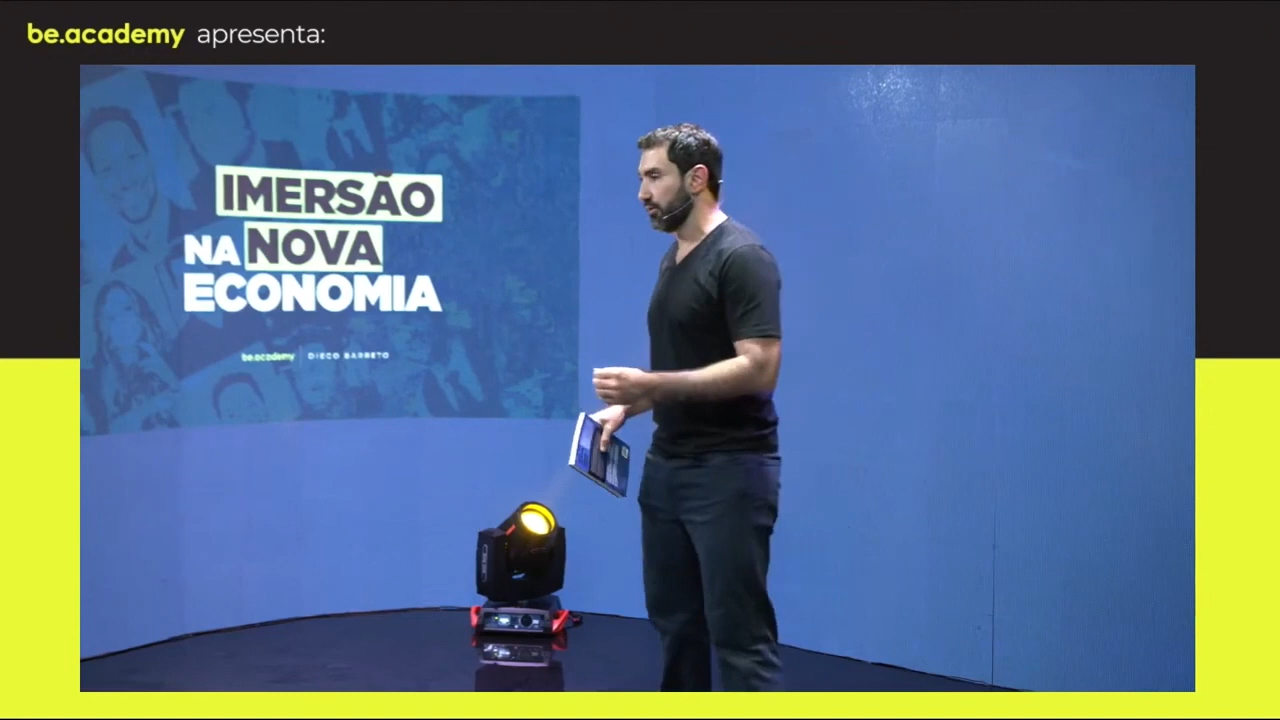 be.academy apresenta:
IMERSÃO
NA NOVA
ECONOMIA
be.academy | DIEGO BARRETO